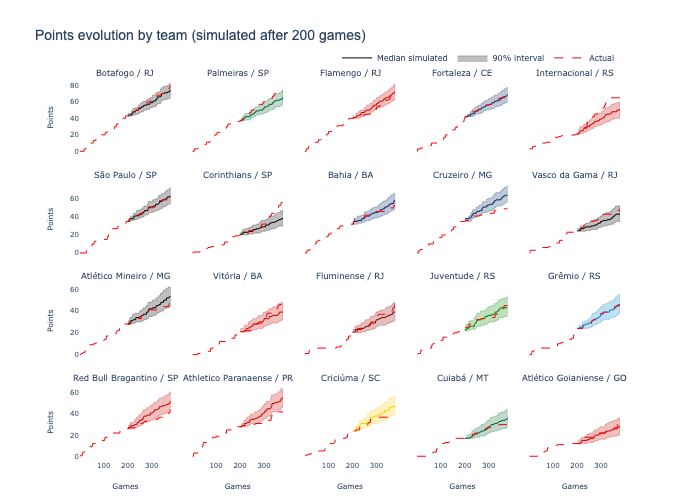 Points evolution by team (simulated after 200 games)
Median simulated 90% interval Actual
Botafogo / RJ Palmeiras / SP Flamengo / RJ Fortaleza / CE Internacional / RS
80
60
40
20
0
Points
São Paulo / SP Corinthians / SP Bahia / BA Cruzeiro / MG Vasco da Gama / RJ
60
40
20
0
Points
Atlético Mineiro / MG Vitória / BA Fluminense / RJ Juventude / RS Grêmio / RS
60
40
20
0
Points
Red Bull Bragantino / SP Athletico Paranaense / PR Criciúma / SC Cuiabá / MT Atlético Goianiense / GO
60
40
20
0
Points
100 200 300 100 200 300 100 200 300 100 200 300 100 200 300
Games Games Games Games Games